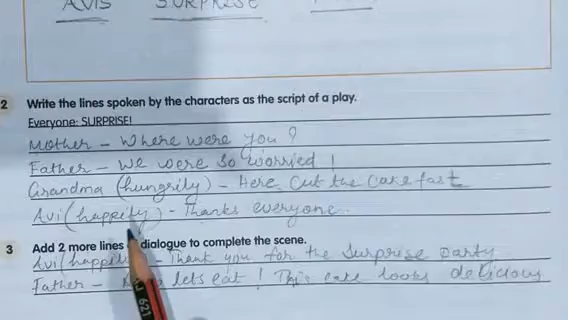 AVIS SURPRISE
2 Write the lines spoken by the characters as the script of a play.
Everyone: SURPRISE!
Mother - Where were you?
Father - We were so worried!
Grandma (hungrily) - Here, Cut the cake fast
Avi (happily) - Thanks everyone.
3 Add 2 more lines dialogue to complete the scene.
Avi (happily) - Thank you for the Surprise party
Father - lets eat! This cake looks delicious
621